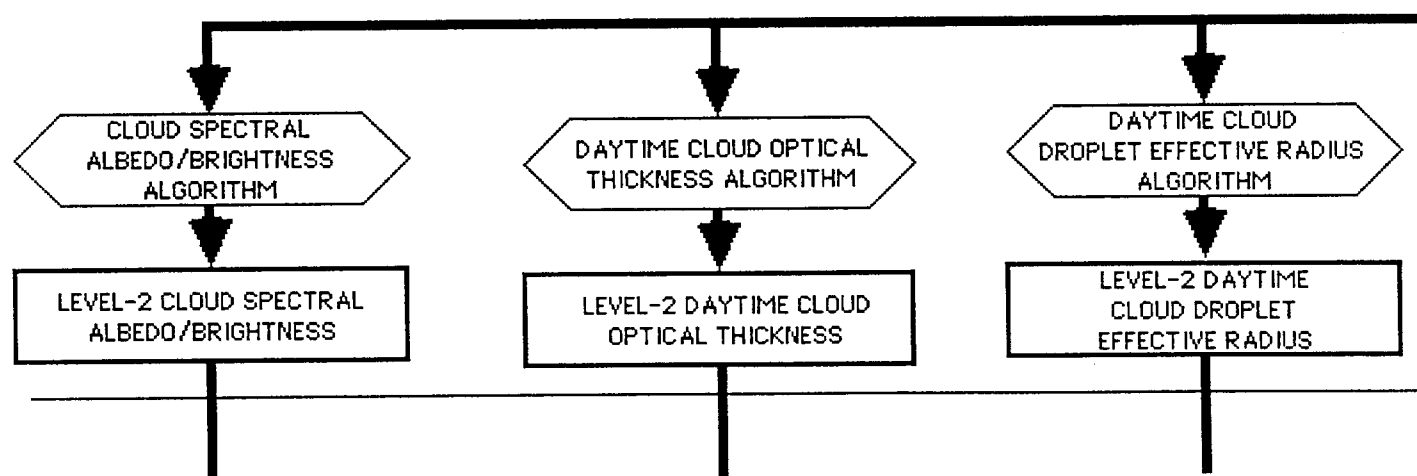 CLOUD SPECTRAL
ALBEDO/BRIGHTNESS
ALGORITHM
DAYTIME CLOUD OPTICAL
THICKNESS ALGORITHM
DAYTIME CLOUD
DROPLET EFFECTIVE RADIUS
ALGORITHM
LEVEL-2 CLOUD SPECTRAL
ALBEDO/BRIGHTNESS
LEVEL-2 DAYTIME CLOUD
OPTICAL THICKNESS
LEVEL-2 DAYTIME
CLOUD DROPLET
EFFECTIVE RADIUS